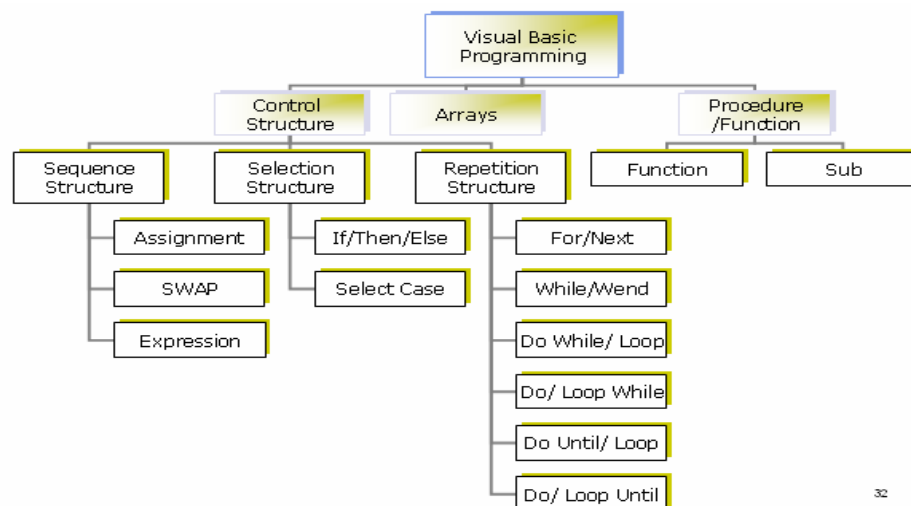 Visual Basic
Programming
Control
Structure
Arrays
Procedure
/Function
Sequence
Structure
Selection
Structure
Repetition
Structure
Function
Sub
Assignment
If/Then/Else
For/Next
SWAP
Select Case
While/Wend
Expression
Do While/ Loop
Do/ Loop While
Do Until/ Loop
Do/ Loop Until
32